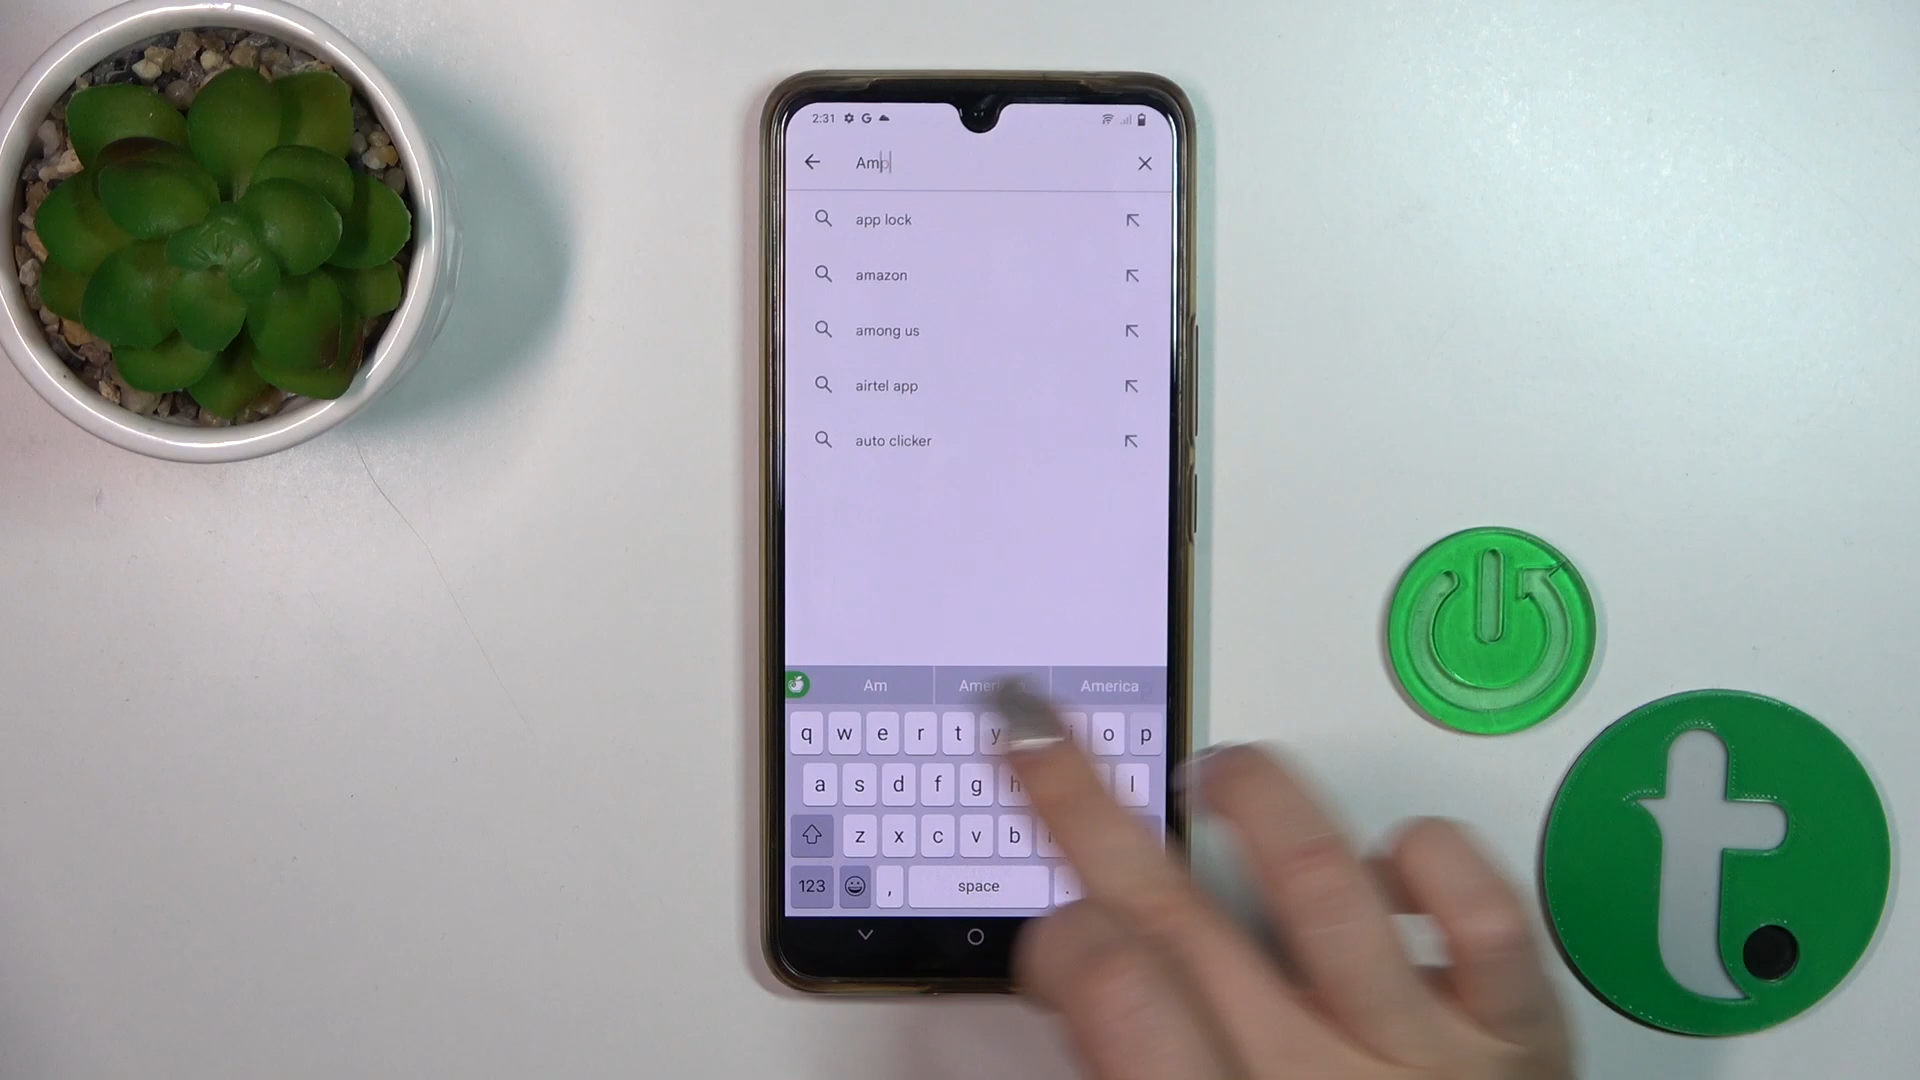 2:31 G
Amp
app lock
amazon
among us
airtel app
auto clicker
Am America
q w e r t y i o p
a s d f g h l
z x c v b
123 , space .
t